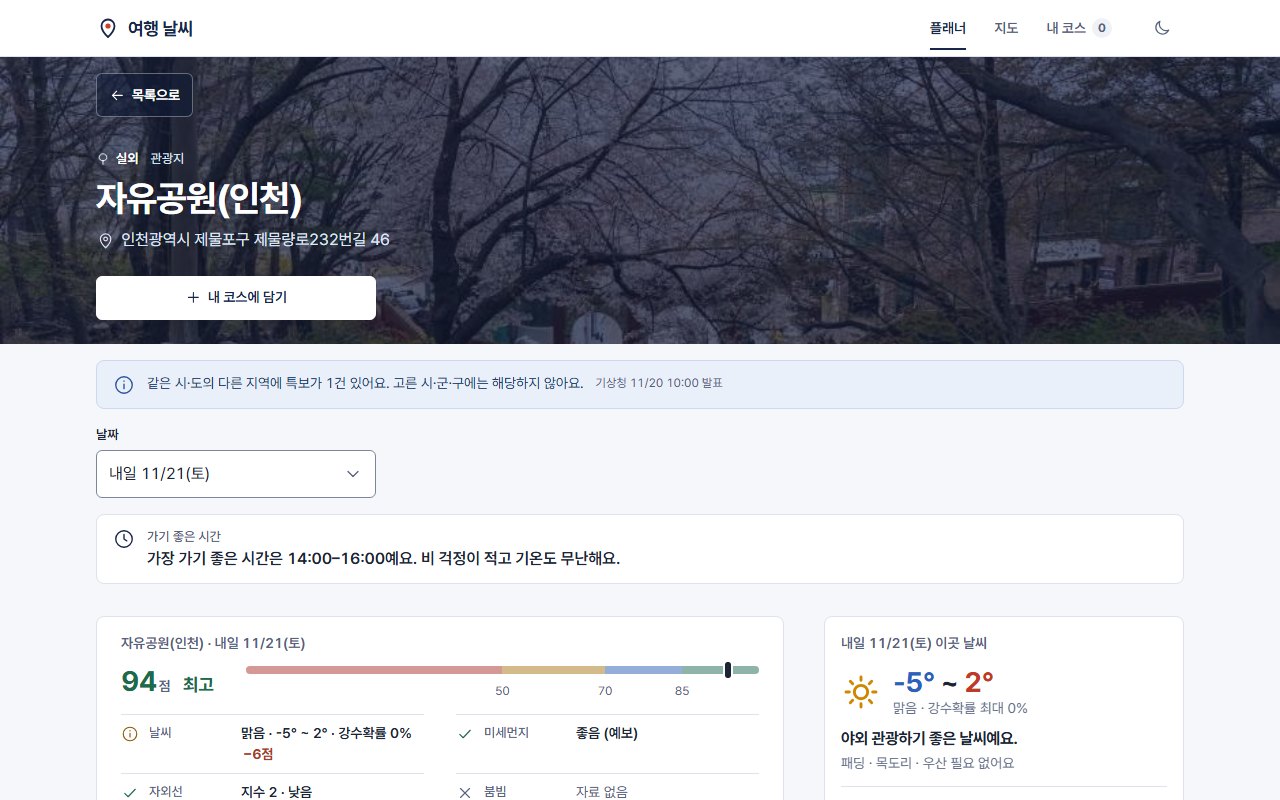 여행 날씨
플래너
지도
내 코스 0
목록으로
실외 관광지
자유공원(인천)
인천광역시 제물포구 제물량로232번길 46
내 코스에 담기
같은 시·도의 다른 지역에 특보가 1건 있어요. 고른 시·군·구에는 해당하지 않아요. 기상청 11/20 10:00 발표
날짜
내일 11/21(토)
가기 좋은 시간
가장 가기 좋은 시간은 14:00–16:00예요. 비 걱정이 적고 기온도 무난해요.
자유공원(인천) · 내일 11/21(토)
94점 최고
50 70 85
날씨 맑음 · -5° ~ 2° · 강수확률 0%
−6점
미세먼지 좋음 (예보)
자외선 지수 2 · 낮음
붐빔 자료 없음
내일 11/21(토) 이곳 날씨
-5° ~ 2°
맑음 · 강수확률 최대 0%
야외 관광하기 좋은 날씨예요.
패딩 · 목도리 · 우산 필요 없어요